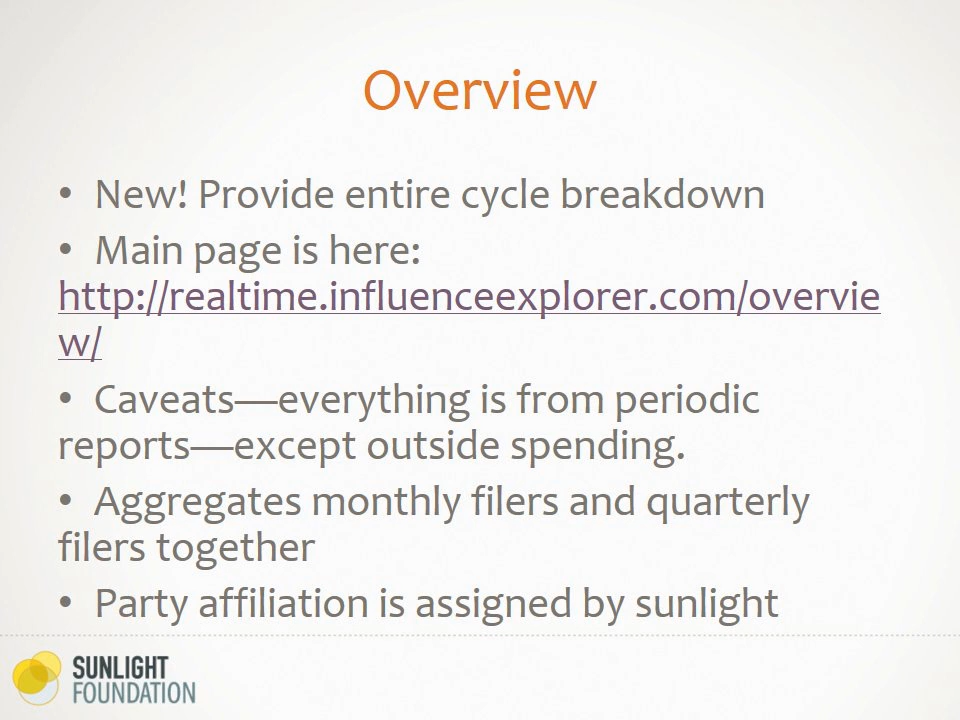 Overview
• New! Provide entire cycle breakdown
• Main page is here:
http://realtime.influenceexplorer.com/overvie
w/
• Caveats—everything is from periodic
reports—except outside spending.
• Aggregates monthly filers and quarterly
filers together
• Party affiliation is assigned by sunlight
SUNLIGHT
FOUNDATION